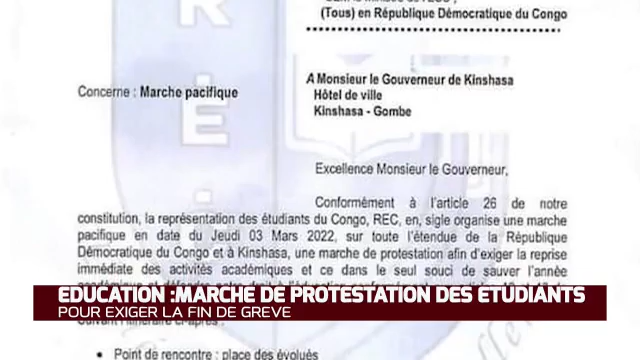 (Tous) en République Démocratique du Congo
R.E.
Concerne : Marche pacifique
A Monsieur le Gouverneur de Kinshasa
Hôtel de ville
Kinshasa - Gombe
Excellence Monsieur le Gouverneur,
Conformément à l'article 26 de notre
constitution, la représentation des étudiants du Congo, REC, en, sigle organise une marche
pacifique en date du Jeudi 03 Mars 2022, sur toute l'étendue de la République
Démocratique du Congo et à Kinshasa, une marche de protestation afin d'exiger la reprise
immédiate des activités académiques et ce dans le seul souci de sauver l'année
EDUCATION :MARCHE DE PROTESTATION DES ETUDIANTS
POUR EXIGER LA FIN DE GREVE
• Point de rencontre : place des évolués